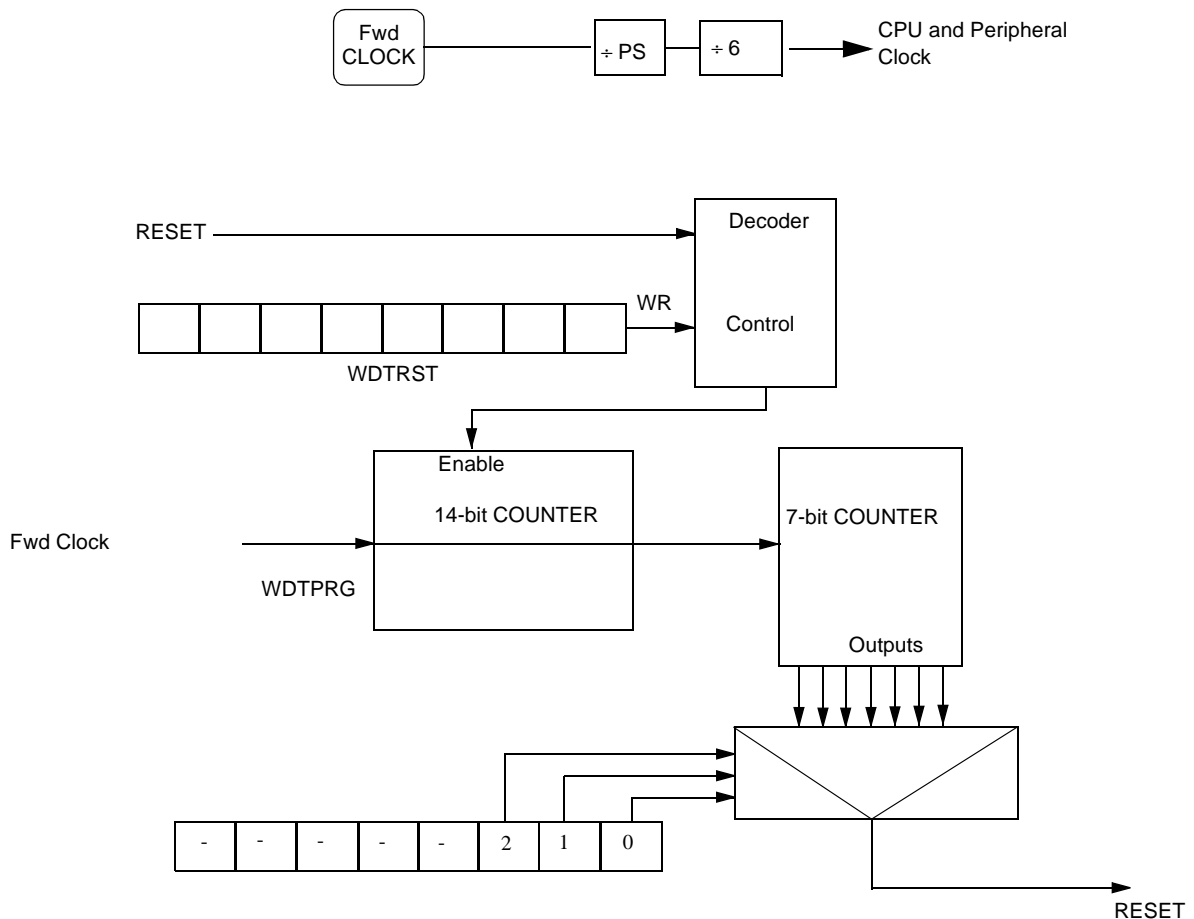 Fwd
CLOCK
÷ PS
÷ 6
CPU and Peripheral
Clock
RESET
Decoder
WR
Control
WDTRST
Enable
14-bit COUNTER
7-bit COUNTER
Fwd Clock
WDTPRG
Outputs
- - - - - 2 1 0
RESET